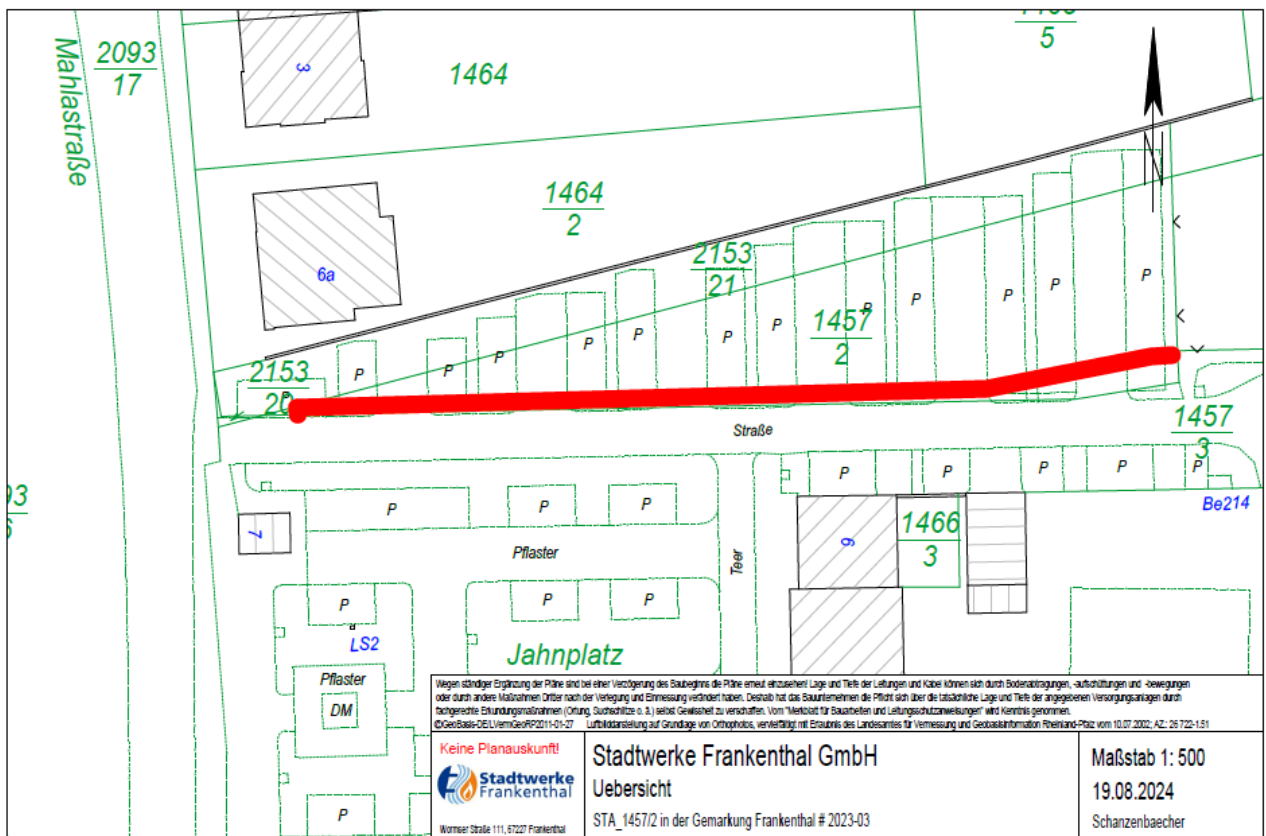 Mahlastraße
2093
17
3
1464
1466
5
N
1464
2
6a
2153
21
1457
2
P
P
P
P
P
P
P
P
P
P
P
P
P
2153
20
P
Straße
1457
3
93
6
P
P
P
P
P
P
P
P
Be214
7
Pflaster
Teer
6
1466
3
P
P
P
LS2
Jahnplatz
Pflaster
DM
P
Wegen ständiger Ergänzung der Pläne sind bei einer Verzögerung des Baubeginns die Pläne erneut einzusehen! Lage und Tiefe der Leitungen und Kabel können sich durch Bodenabtragungen, -aufschüttungen und -bewegungen
oder durch andere Maßnahmen Dritter nach der Verlegung und Einmessung verändert haben. Deshalb hat das Bauunternehmen die Pflicht sich über die tatsächliche Lage und Tiefe der angegebenen Versorgungsanlagen durch
fachgerechte Erkundungsmaßnahmen (Ortung, Suchschlitze o. ä.) selbst Gewissheit zu verschaffen. Vom "Merkblatt für Bauarbeiten und Leitungsschutzanweisungen" wird Kenntnis genommen.
©GeoBasis-DE/LVermGeoRP2011-01-27 Luftbilddarstellung auf Grundlage von Orthophotos, vervielfältigt mit Erlaubnis des Landesamtes für Vermessung und Geobasisinformation Rheinland-Pfalz vom 10.07.2002; AZ.: 26 722-1.51
Keine Planauskunft!
Stadtwerke
Frankenthal
Wormser Straße 111, 67227 Frankenthal
Stadtwerke Frankenthal GmbH
Uebersicht
STA_1457/2 in der Gemarkung Frankenthal # 2023-03
Maßstab 1: 500
19.08.2024
Schanzenbaecher